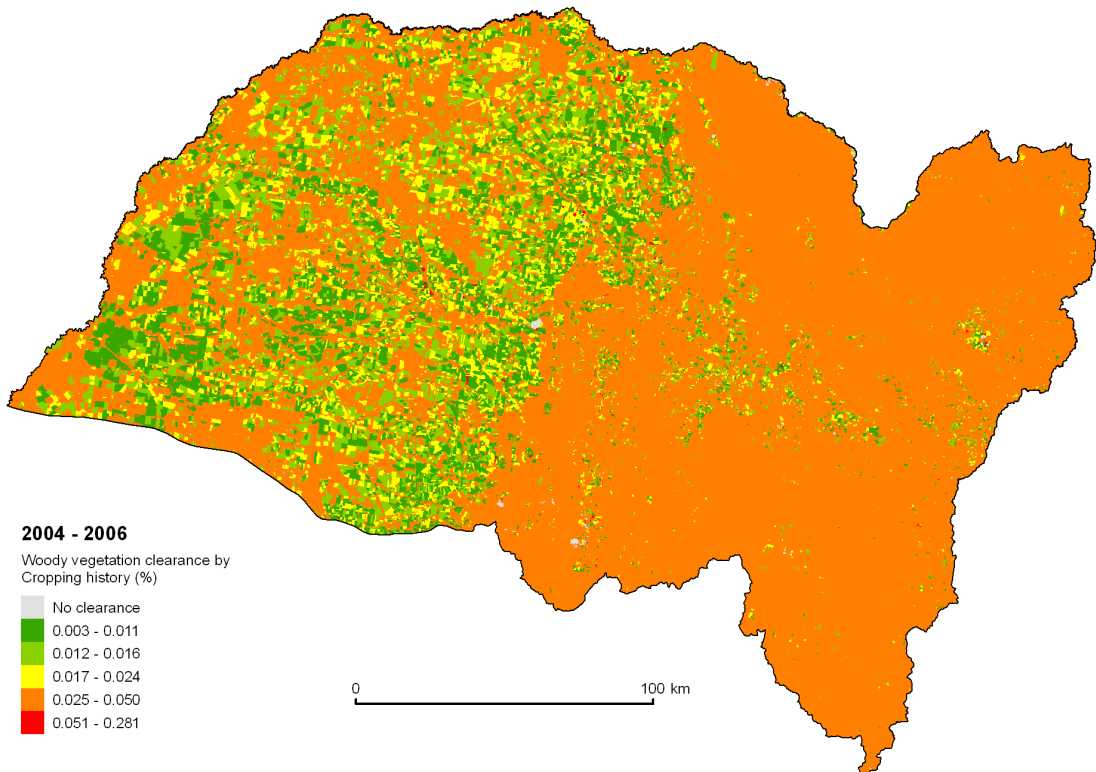 2004 - 2006
Woody vegetation clearance by
Cropping history (%)
No clearance
0.003 - 0.011
0.012 - 0.016
0.017 - 0.024
0.025 - 0.050
0.051 - 0.281
0 100 km